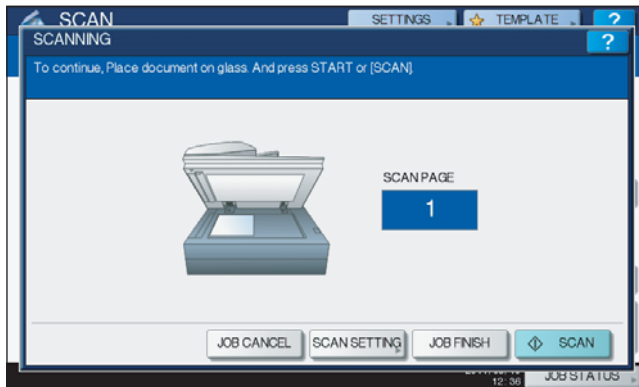 SCAN
SETTINGS
TEMPLATE
?
SCANNING
?
To continue, Place document on glass. And press START or [SCAN].
SCAN PAGE
1
JOB CANCEL
SCAN SETTING
JOB FINISH
SCAN
12:36
JOB STATUS